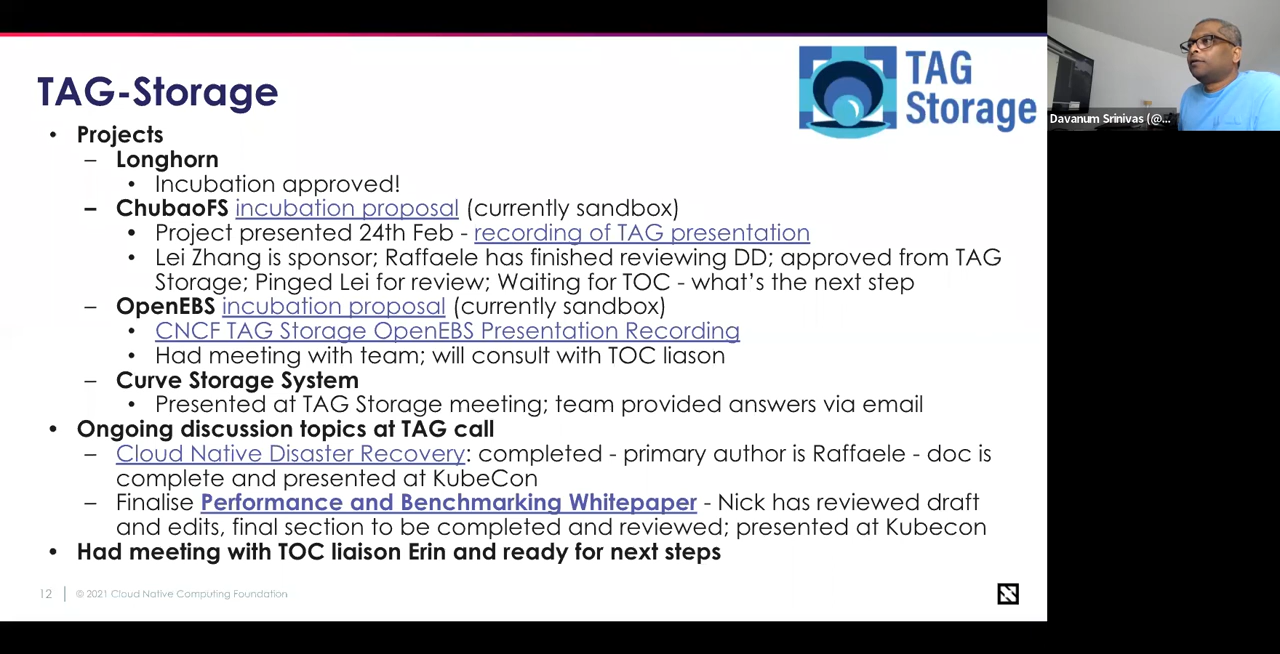 TAG-Storage
TAG
Storage
• Projects
– Longhorn
• Incubation approved!
– ChubaoFS incubation proposal (currently sandbox)
• Project presented 24th Feb - recording of TAG presentation
• Lei Zhang is sponsor; Raffaele has finished reviewing DD; approved from TAG
Storage; Pinged Lei for review; Waiting for TOC - what's the next step
– OpenEBS incubation proposal (currently sandbox)
• CNCF TAG Storage OpenEBS Presentation Recording
• Had meeting with team; will consult with TOC liason
– Curve Storage System
• Presented at TAG Storage meeting; team provided answers via email
• Ongoing discussion topics at TAG call
– Cloud Native Disaster Recovery: completed - primary author is Raffaele - doc is
complete and presented at KubeCon
– Finalise Performance and Benchmarking Whitepaper - Nick has reviewed draft
and edits, final section to be completed and reviewed; presented at Kubecon
• Had meeting with TOC liaison Erin and ready for next steps
12 | © 2021 Cloud Native Computing Foundation
Davanum Srinivas (@...